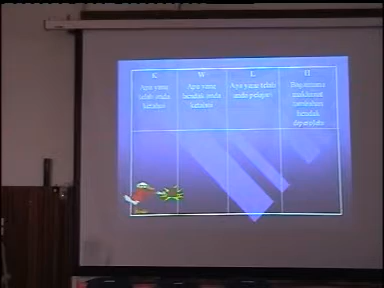 K
Apa yang
telah anda
ketahui
W
Apa yang
hendak anda
ketahui
L
Apa yang telah
anda pelajari
H
Bagaimana
maklumat
tambahan
hendak
diperolehi